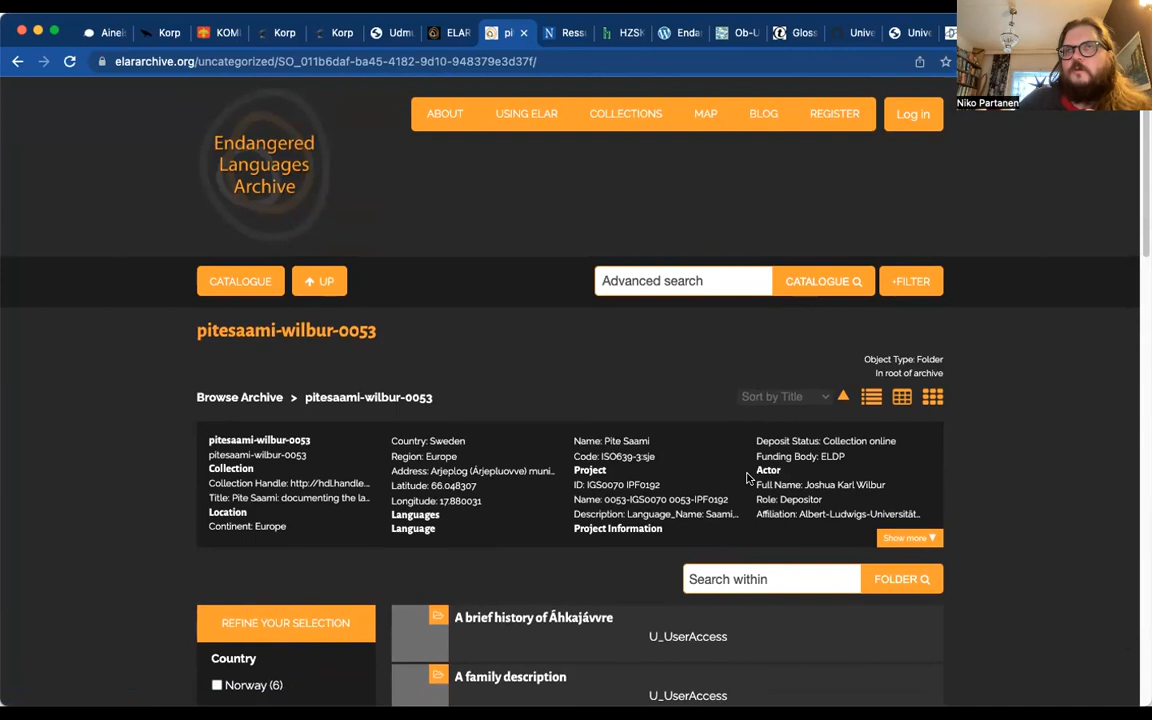 Ainei
Korp
KOMI
Korp
Korp
Udmu
ELAR
pi
Ress
HZSK
Enda
Ob-U
Gloss
Unive
Unive
elararchive.org/uncategorized/SO_011b6daf-ba45-4182-9d10-948379e3d37f/
Niko Partanen
Endangered
Languages
Archive
ABOUT
USING ELAR
COLLECTIONS
MAP
BLOG
REGISTER
Log in
CATALOGUE
UP
Advanced search
CATALOGUE
+FILTER
pitesaami-wilbur-0053
Object Type: Folder
In root of archive
Browse Archive > pitesaami-wilbur-0053
Sort by Title
pitesaami-wilbur-0053
pitesaami-wilbur-0053
Collection
Collection Handle: http://hdl.handle...
Title: Pite Saami: documenting the la...
Location
Continent: Europe
Country: Sweden
Region: Europe
Address: Arjeplog (Árjepluovve) muni...
Latitude: 66.048307
Longitude: 17.880031
Languages
Language
Name: Pite Saami
Code: ISO639-3:sje
Project
ID: IGS0070 IPF0192
Name: 0053-IGS0070 0053-IPF0192
Description: Language_Name: Saami,...
Project Information
Deposit Status: Collection online
Funding Body: ELDP
Actor
Full Name: Joshua Karl Wilbur
Role: Depositor
Affiliation: Albert-Ludwigs-Universität...
Show more ▼
Search within
FOLDER
REFINE YOUR SELECTION
Country
Norway (6)
A brief history of Áhkajávvre
U_UserAccess
A family description
U_UserAccess